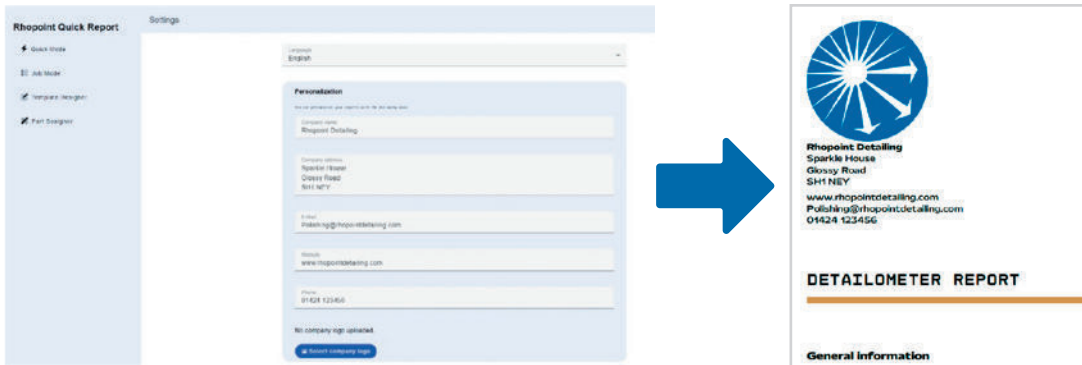 Rhopoint Quick Report
Quick Mode
Job Mode
Template Designer
Part Designer
Settings
Language
English
Personalization
Company name
Rhopoint Detailing
Company address
Sparkle House
Glossy Road
SH1 NEY
E-Mail
Polishing@rhopointdetailing.com
Website
www.rhopointdetailing.com
Phone
01424 123456
No company logo uploaded.
Select company logo
Rhopoint Detailing
Sparkle House
Glossy Road
SH1 NEY
www.rhopointdetailing.com
Polishing@rhopointdetailing.com
01424 123456
DETAILOMETER REPORT
General information